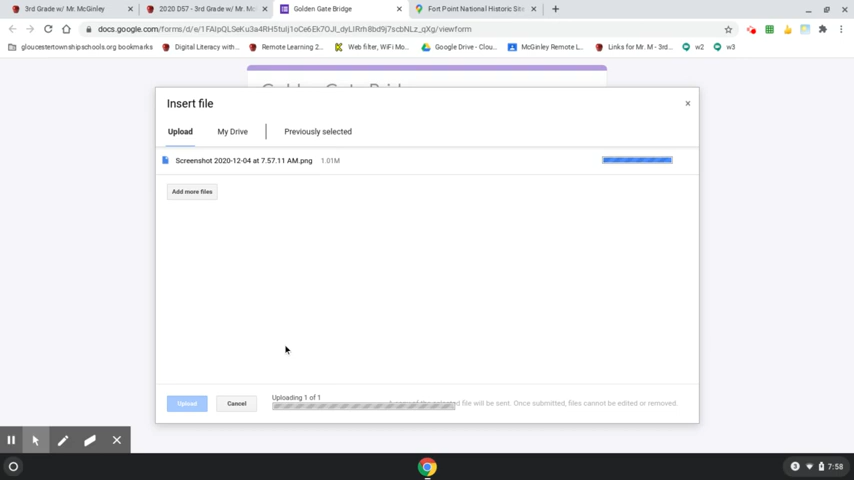 3rd Grade w/ Mr. McGinley
2020 D57 - 3rd Grade w/ Mr. Mc
Golden Gate Bridge
Fort Point National Historic Site
docs.google.com/forms/d/e/
/viewform
gloucestertownshipschools.org bookmarks
Digital Literacy with...
Remote Learning 2...
Web filter, WiFi Mo...
Google Drive - Clou...
McGinley Remote L...
Links for Mr. M - 3rd...
w2
w3
Insert file
Upload
My Drive
Previously selected
Screenshot 2020-12-04 at 7.57.11 AM.png
1.01M
Add more files
Upload
Cancel
Uploading 1 of 1
file will be sent. Once submitted, files cannot be edited or removed.
3
7:58